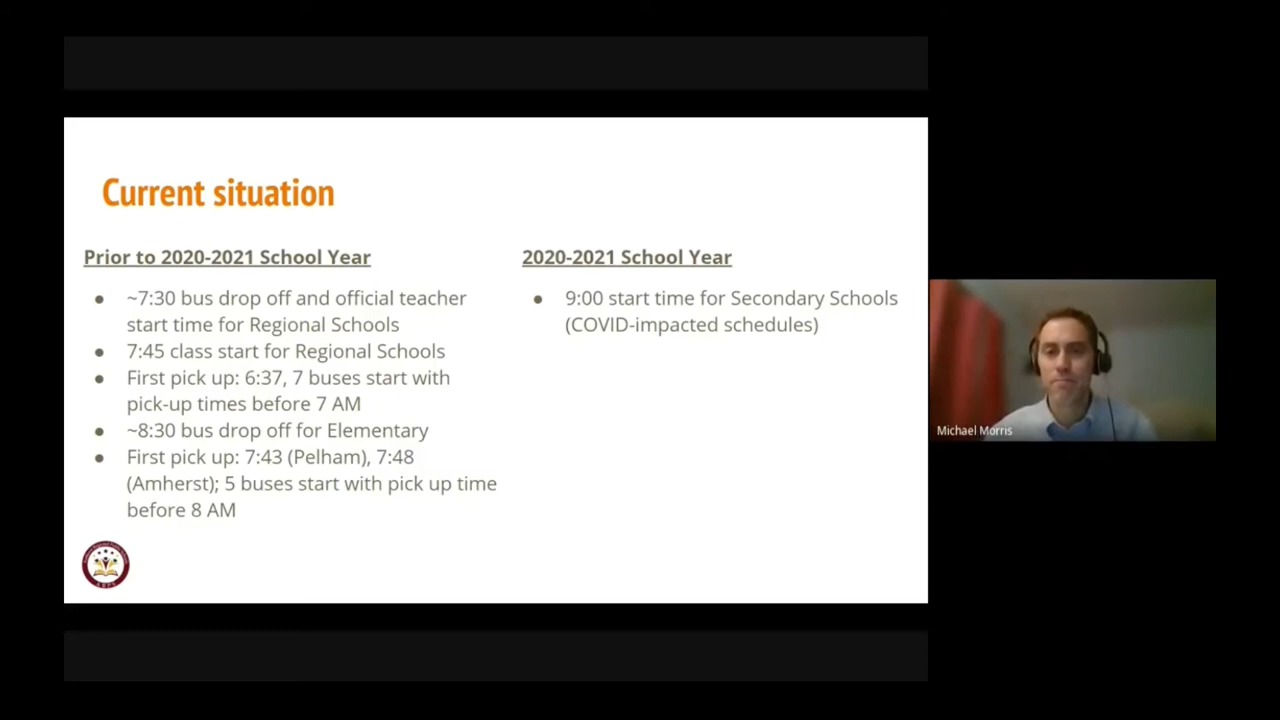 Current situation
Prior to 2020-2021 School Year
● ~7:30 bus drop off and official teacher
start time for Regional Schools
● 7:45 class start for Regional Schools
● First pick up: 6:37, 7 buses start with
pick-up times before 7 AM
● ~8:30 bus drop off for Elementary
● First pick up: 7:43 (Pelham), 7:48
(Amherst); 5 buses start with pick up time
before 8 AM
2020-2021 School Year
● 9:00 start time for Secondary Schools
(COVID-impacted schedules)
Michael Morris